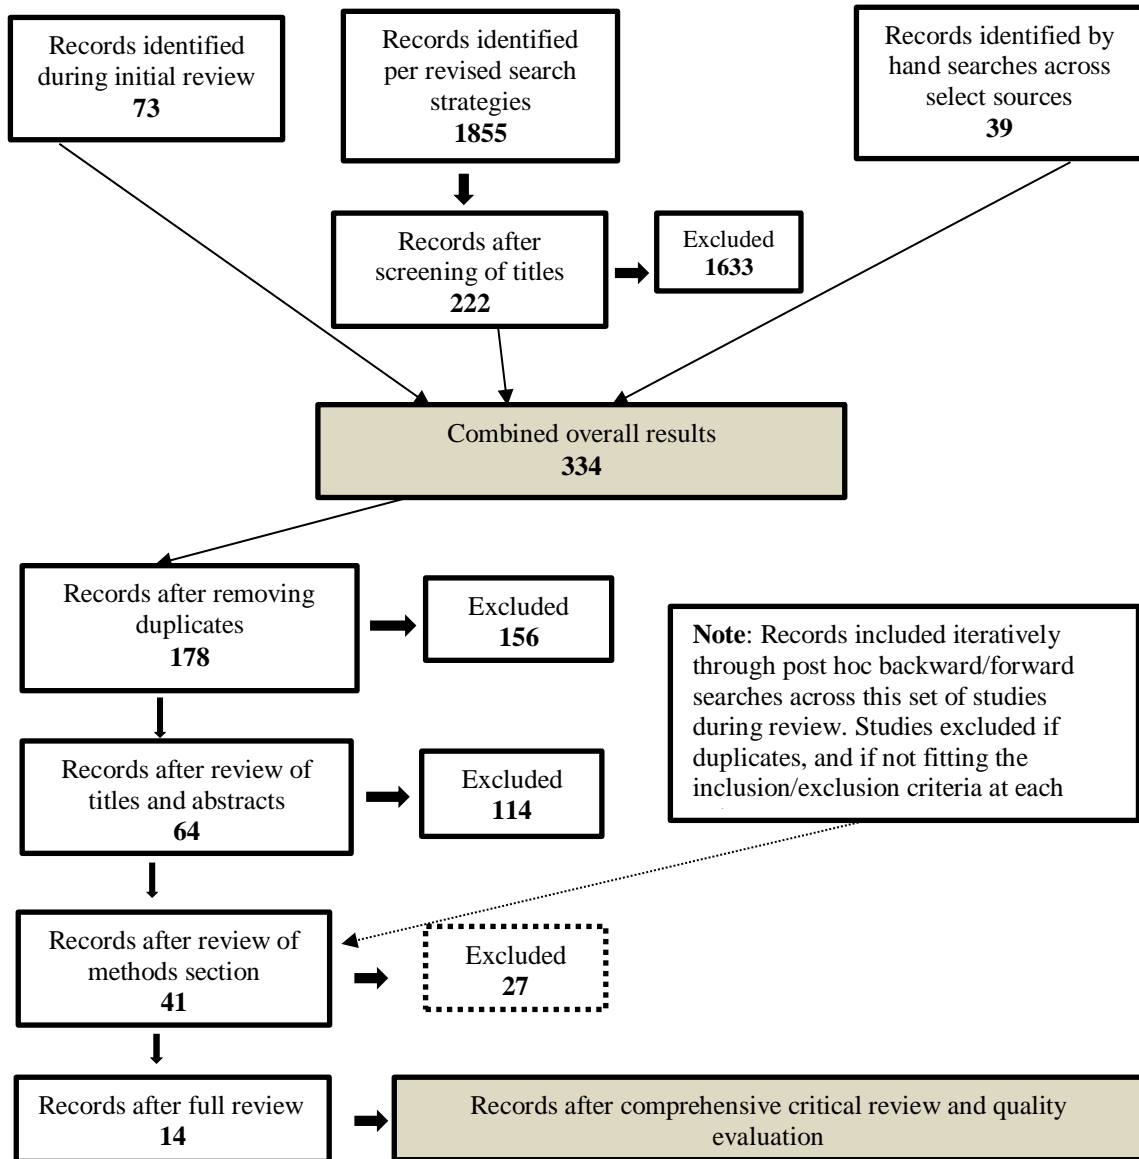 Records identified
during initial review
73
Records identified
per revised search
strategies
1855
Records identified by
hand searches across
select sources
39
Records after
screening of titles
222
Excluded
1633
Combined overall results
334
Records after removing
duplicates
178
Excluded
156
Note: Records included iteratively
through post hoc backward/forward
searches across this set of studies
during review. Studies excluded if
duplicates, and if not fitting the
inclusion/exclusion criteria at each
Records after review of
titles and abstracts
64
Excluded
114
Records after review of
methods section
41
Excluded
27
Records after full review
14
Records after comprehensive critical review and quality
evaluation